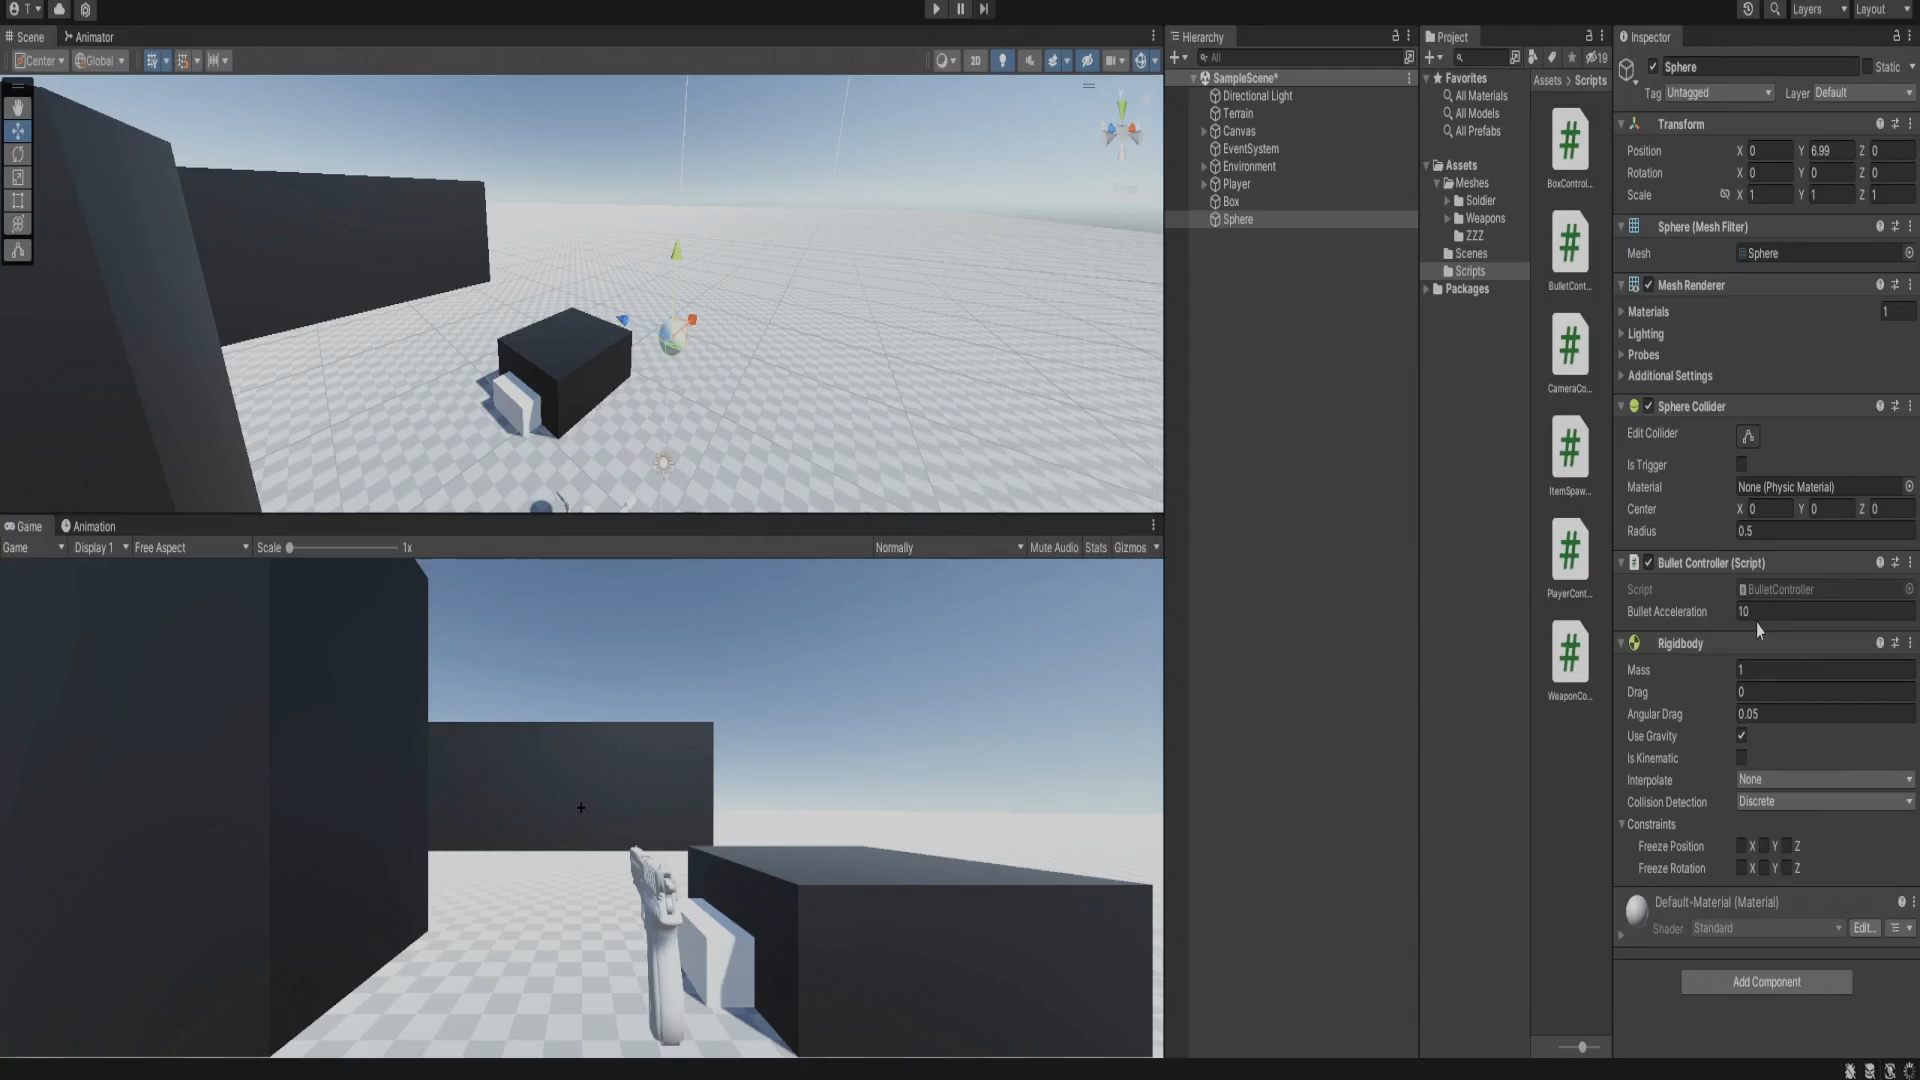 T
Layers
Layout
Scene
Animator
Center
Global
2D
Persp
Game
Animation
Game
Display 1
Free Aspect
Scale
1x
Normally
Mute Audio
Stats
Gizmos
Hierarchy
All
SampleScene*
Directional Light
Terrain
Canvas
EventSystem
Environment
Player
Box
Sphere
Project
19
Favorites
All Materials
All Models
All Prefabs
Assets
Meshes
Soldier
Weapons
ZZZ
Scenes
Scripts
Packages
Assets > Scripts
BoxControl...
BulletCont...
CameraCo...
ItemSpaw...
PlayerCont...
WeaponCo...
Inspector
Sphere
Static
Tag Untagged Layer Default
Transform
Position X 0 Y 6.99 Z 0
Rotation X 0 Y 0 Z 0
Scale X 1 Y 1 Z 1
Sphere (Mesh Filter)
Mesh Sphere
Mesh Renderer
Materials 1
Lighting
Probes
Additional Settings
Sphere Collider
Edit Collider
Is Trigger
Material None (Physic Material)
Center X 0 Y 0 Z 0
Radius 0.5
Bullet Controller (Script)
Script BulletController
Bullet Acceleration 10
Rigidbody
Mass 1
Drag 0
Angular Drag 0.05
Use Gravity
Is Kinematic
Interpolate None
Collision Detection Discrete
Constraints
Freeze Position X Y Z
Freeze Rotation X Y Z
Default-Material (Material)
Shader Standard Edit...
Add Component